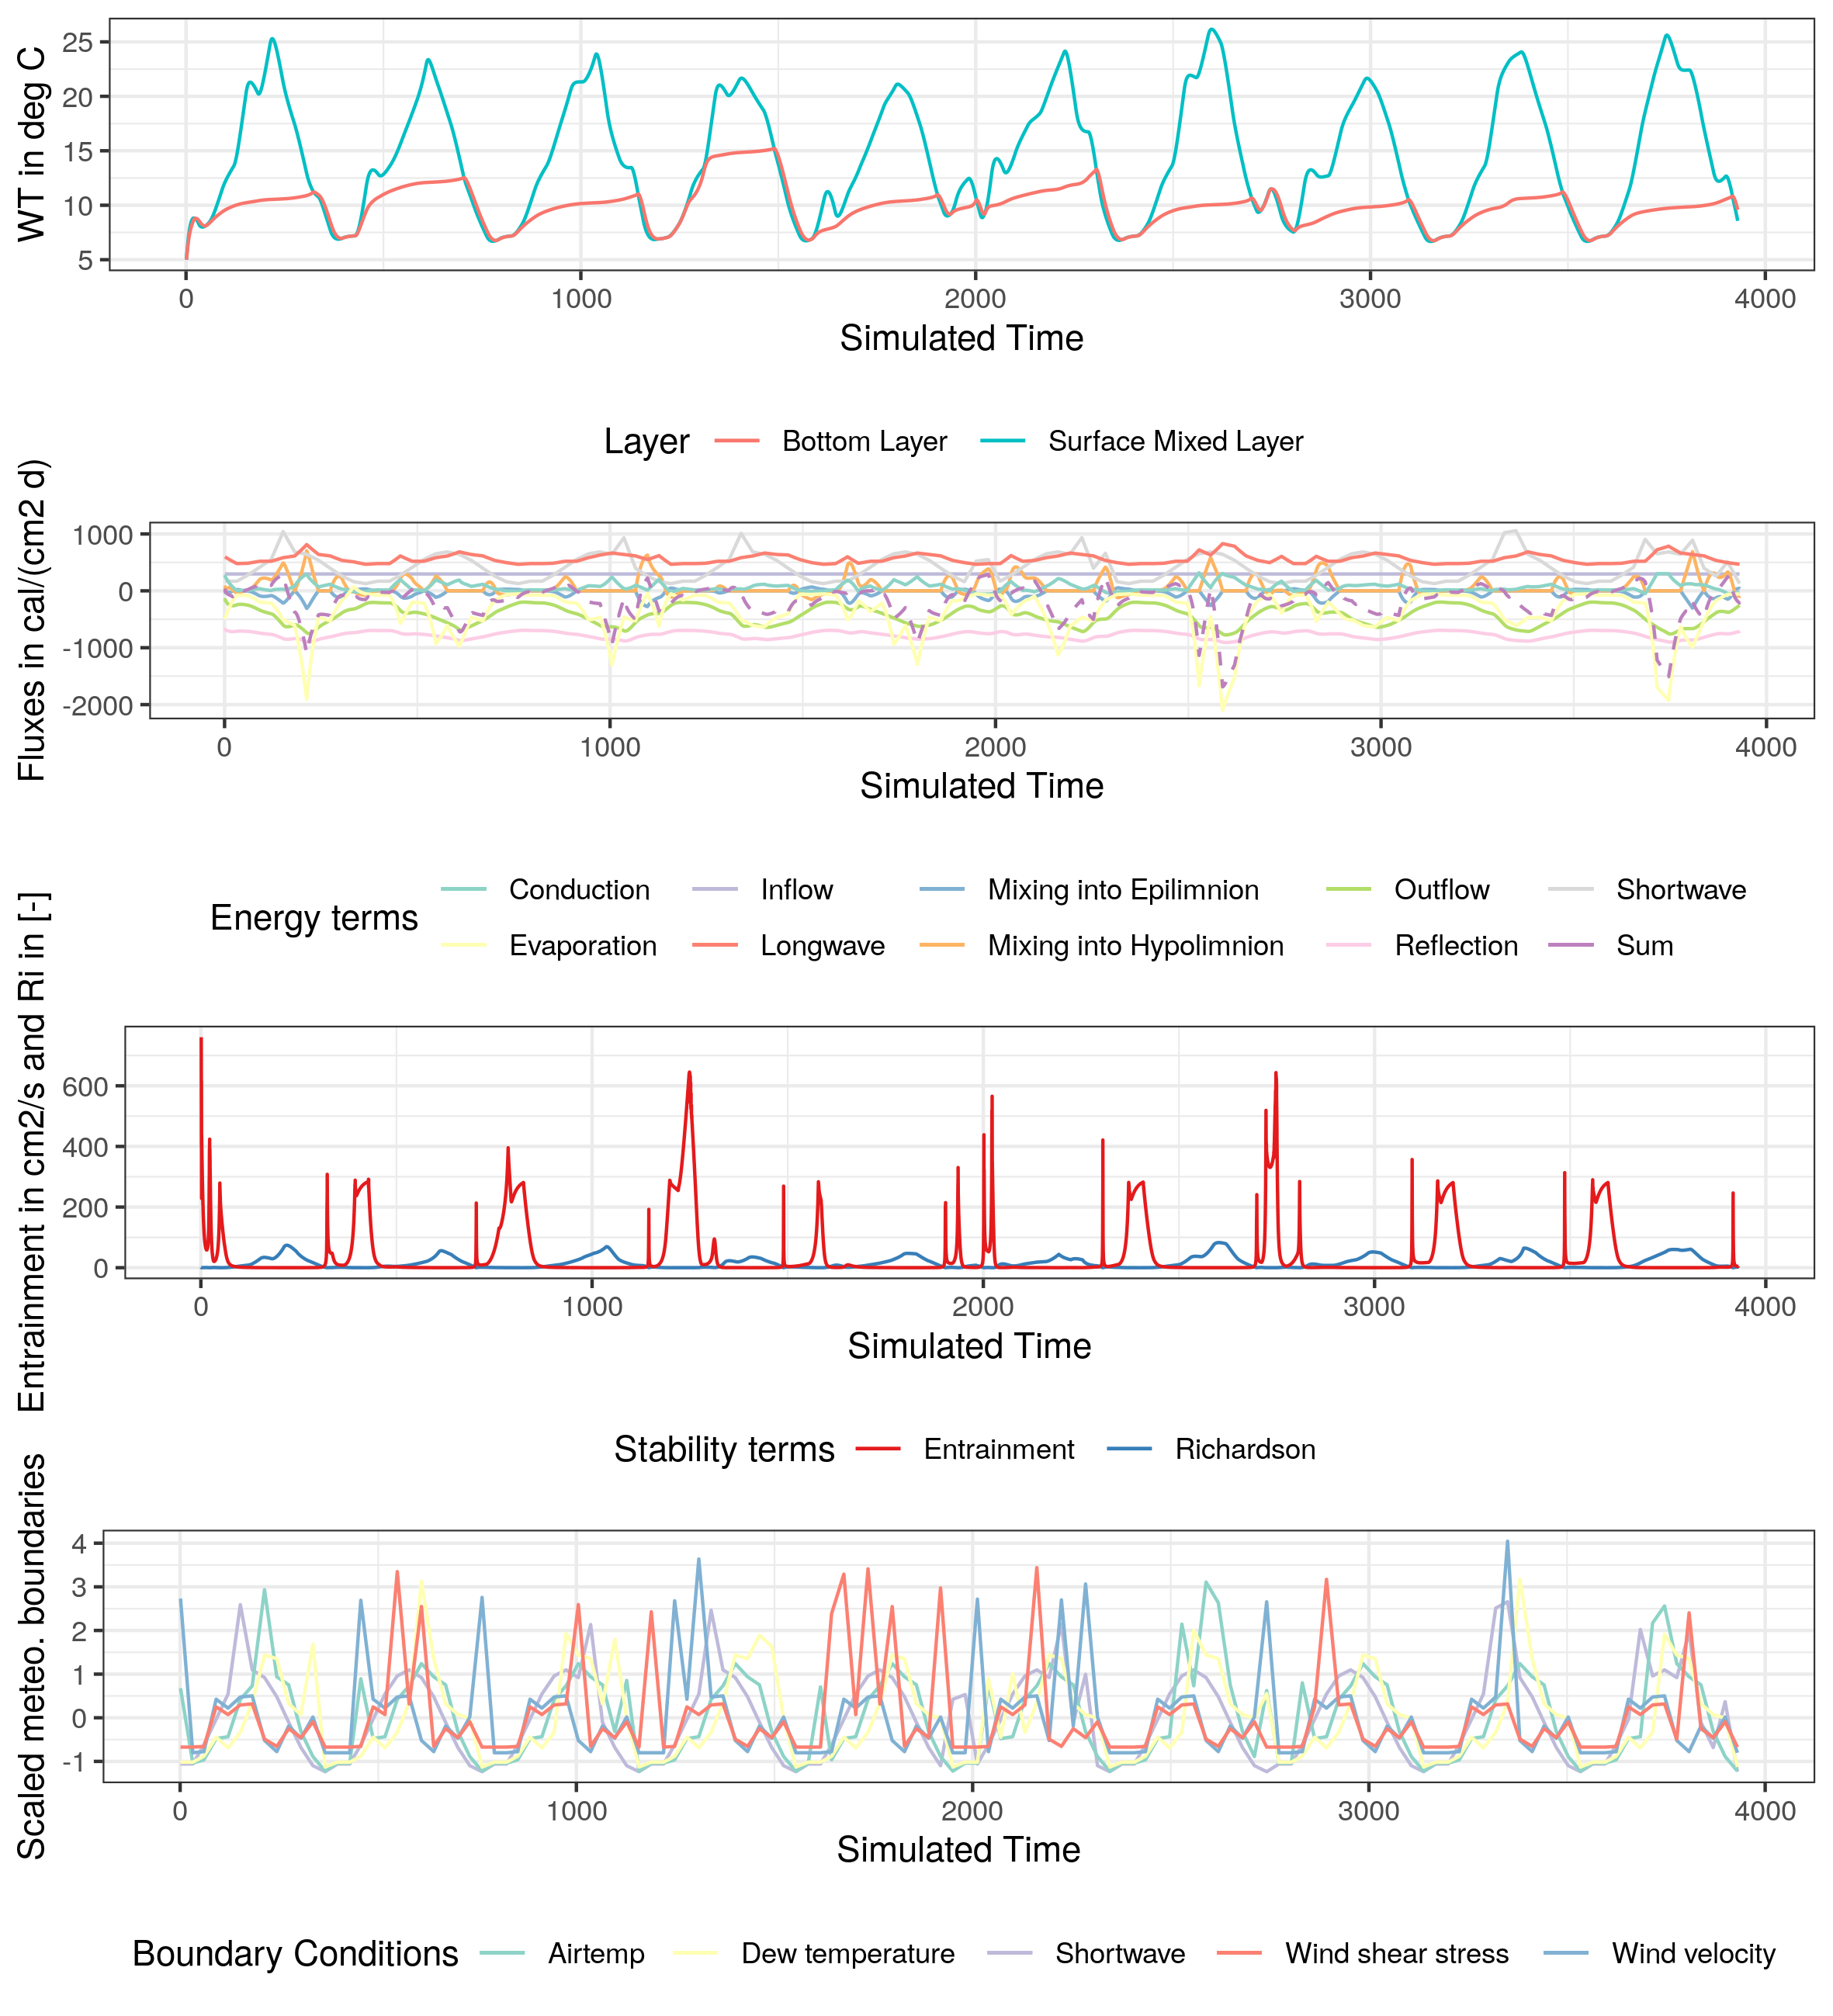 WT in deg C
25
20
15
10
5
0 1000 2000 3000 4000
Simulated Time
Layer Bottom Layer Surface Mixed Layer
Fluxes in cal/(cm2 d)
1000
0
-1000
-2000
0 1000 2000 3000 4000
Simulated Time
Energy terms
Conduction Inflow Mixing into Epilimnion Outflow Shortwave
Evaporation Longwave Mixing into Hypolimnion Reflection Sum
Entrainment in cm2/s and Ri in [-]
600
400
200
0
0 1000 2000 3000 4000
Simulated Time
Stability terms Entrainment Richardson
Scaled meteo. boundaries
4
3
2
1
0
-1
0 1000 2000 3000 4000
Simulated Time
Boundary Conditions Airtemp Dew temperature Shortwave Wind shear stress Wind velocity